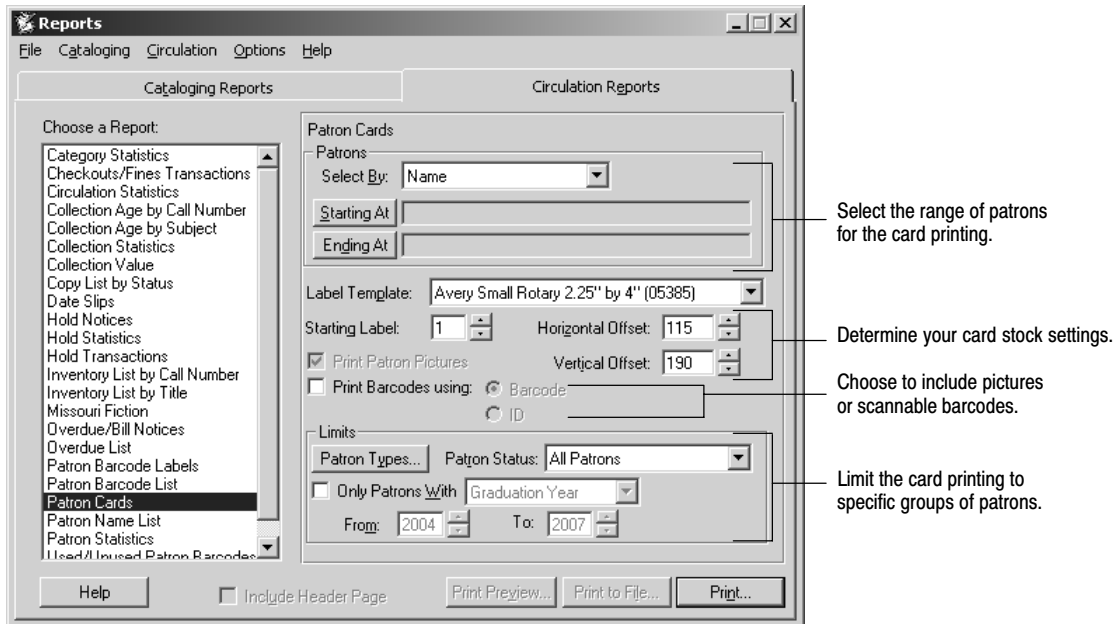 Reports
File Cataloging Circulation Options Help
Cataloging Reports
Circulation Reports
Choose a Report:
Category Statistics
Checkouts/Fines Transactions
Circulation Statistics
Collection Age by Call Number
Collection Age by Subject
Collection Statistics
Collection Value
Copy List by Status
Date Slips
Hold Notices
Hold Statistics
Hold Transactions
Inventory List by Call Number
Inventory List by Title
Missouri Fiction
Overdue/Bill Notices
Overdue List
Patron Barcode Labels
Patron Barcode List
Patron Cards
Patron Name List
Patron Statistics
Used/Unused Patron Barcodes
Patron Cards
Patrons
Select By: Name
Starting At
Ending At
Label Template: Avery Small Rotary 2.25" by 4" (05385)
Starting Label: 1 Horizontal Offset: 115
Print Patron Pictures Vertical Offset: 190
Print Barcodes using: Barcode
ID
Limits
Patron Types... Patron Status: All Patrons
Only Patrons With Graduation Year
From: 2004 To: 2007
Help Include Header Page Print Preview... Print to File... Print...
Select the range of patrons
for the card printing.
Determine your card stock settings.
Choose to include pictures
or scannable barcodes.
Limit the card printing to
specific groups of patrons.